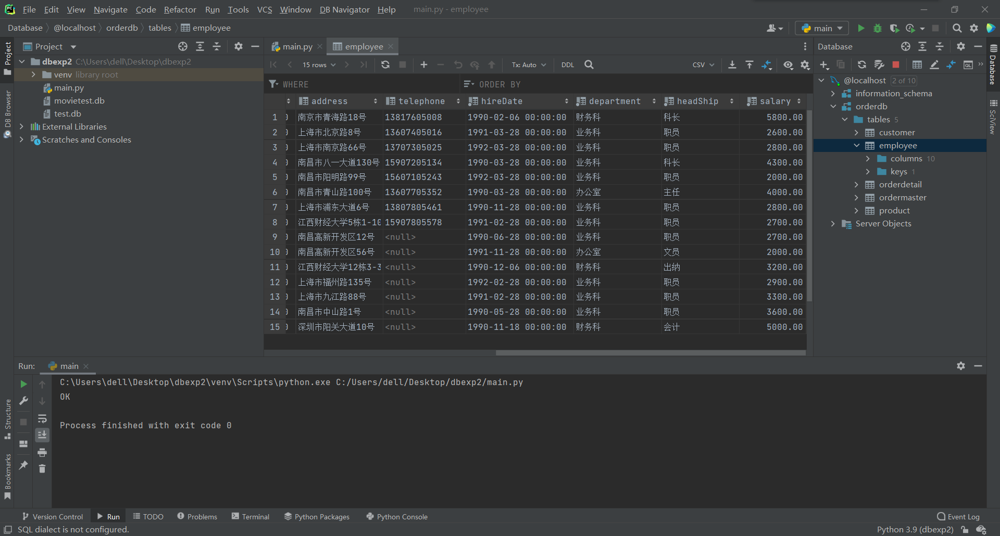 File Edit View Navigate Code Refactor Run Tools VCS Window DB Navigator Help main.py - employee
Database @localhost orderdb tables employee main
Project
Project
dbexp2 C:\Users\dell\Desktop\dbexp2
venv library root
main.py
movietest.db
test.db
External Libraries
Scratches and Consoles
DB Browser
main.py employee
15 rows Tx: Auto DDL CSV
WHERE ORDER BY
address telephone hireDate department headShip salary
1 南京市青海路18号 13817605008 1990-02-06 00:00:00 财务科 科长 5800.00
2 上海市北京路8号 13607405016 1991-03-28 00:00:00 业务科 职员 2600.00
3 上海市南京路66号 13707305025 1992-03-28 00:00:00 业务科 职员 2800.00
4 南昌市八一大道130号 15907205134 1990-03-28 00:00:00 业务科 科长 4300.00
5 南昌市阳明路99号 15607105243 1992-03-28 00:00:00 业务科 职员 2000.00
6 南昌市青山路100号 13607705352 1990-03-28 00:00:00 办公室 主任 4000.00
7 上海市浦东大道6号 13807805461 1990-11-28 00:00:00 业务科 职员 2800.00
8 江西财经大学5栋1-10 15907805578 1991-02-28 00:00:00 业务科 职员 2700.00
9 南昌高新开发区12号 <null> 1990-06-28 00:00:00 业务科 职员 2700.00
10 南昌高新开发区56号 <null> 1991-11-28 00:00:00 办公室 文员 2000.00
11 江西财经大学12栋3-3 <null> 1990-12-06 00:00:00 财务科 出纳 3200.00
12 上海市福州路135号 <null> 1992-02-28 00:00:00 业务科 职员 2900.00
13 上海市九江路88号 <null> 1991-02-28 00:00:00 业务科 职员 3300.00
14 南昌市中山路1号 <null> 1990-05-28 00:00:00 业务科 职员 3600.00
15 深圳市阳关大道10号 <null> 1990-11-18 00:00:00 财务科 会计 5000.00
Database
@localhost 2 of 10
information_schema
orderdb
tables 5
customer
employee
columns 10
keys 1
orderdetail
ordermaster
product
Server Objects
Database
SciView
Run: main
C:\Users\dell\Desktop\dbexp2\venv\Scripts\python.exe C:/Users/dell/Desktop/dbexp2/main.py
OK
Process finished with exit code 0
Structure
Bookmarks
Version Control Run TODO Problems Terminal Python Packages Python Console Event Log
SQL dialect is not configured. Python 3.9 (dbexp2)